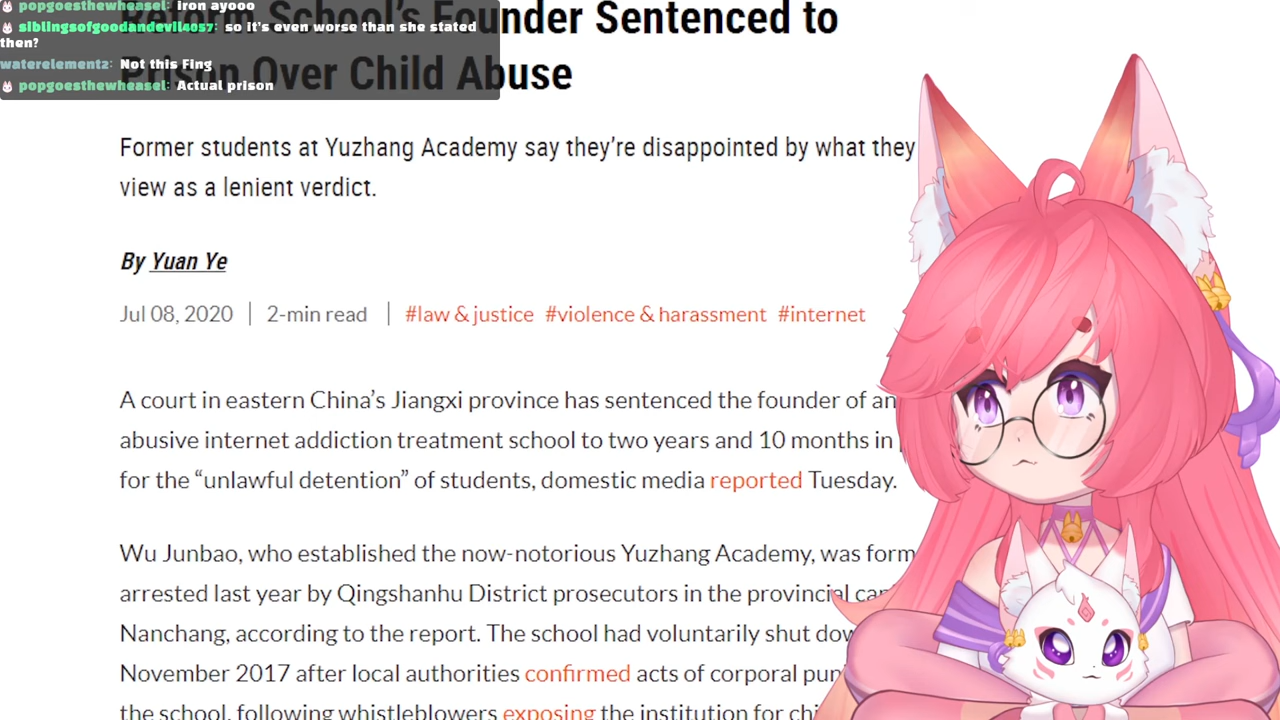 popgoesthewheasel: iron ayooo
siblingsofgoodandevil4057: so it's even worse than she stated
then?
waterelement2: Not this Fing
popgoesthewheasel: Actual prison
Reform School's Founder Sentenced to
Prison Over Child Abuse
Former students at Yuzhang Academy say they're disappointed by what they
view as a lenient verdict.
By Yuan Ye
Jul 08, 2020 | 2-min read | #law & justice #violence & harassment #internet
A court in eastern China's Jiangxi province has sentenced the founder of an
abusive internet addiction treatment school to two years and 10 months in
for the “unlawful detention” of students, domestic media reported Tuesday.
Wu Junbao, who established the now-notorious Yuzhang Academy, was form
arrested last year by Qingshanhu District prosecutors in the provincial cap
Nanchang, according to the report. The school had voluntarily shut dow
November 2017 after local authorities confirmed acts of corporal pun
the school, following whistleblowers exposing the institution for chi